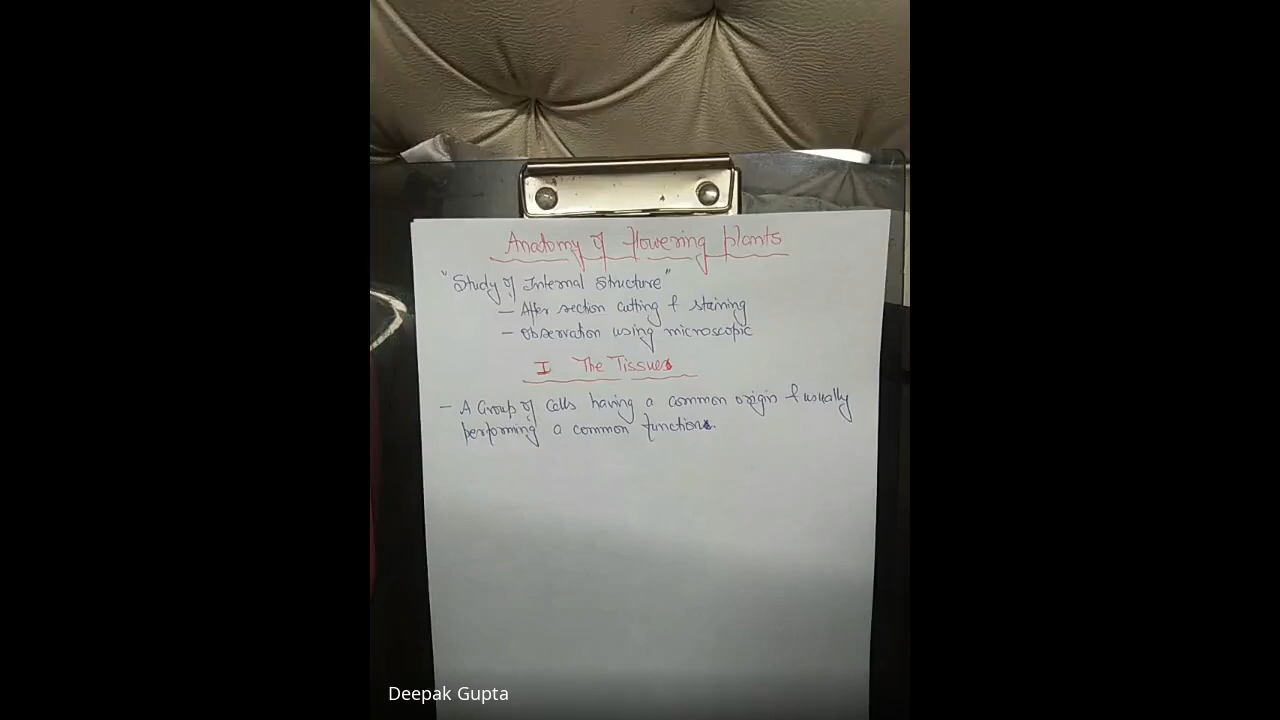 Anatomy of flowering plants
"Study of Internal Structure"
- After section cutting & staining
- Observation using microscopic
I The Tissues
- A Group of cells having a common origin & usually
performing a common function.
Deepak Gupta